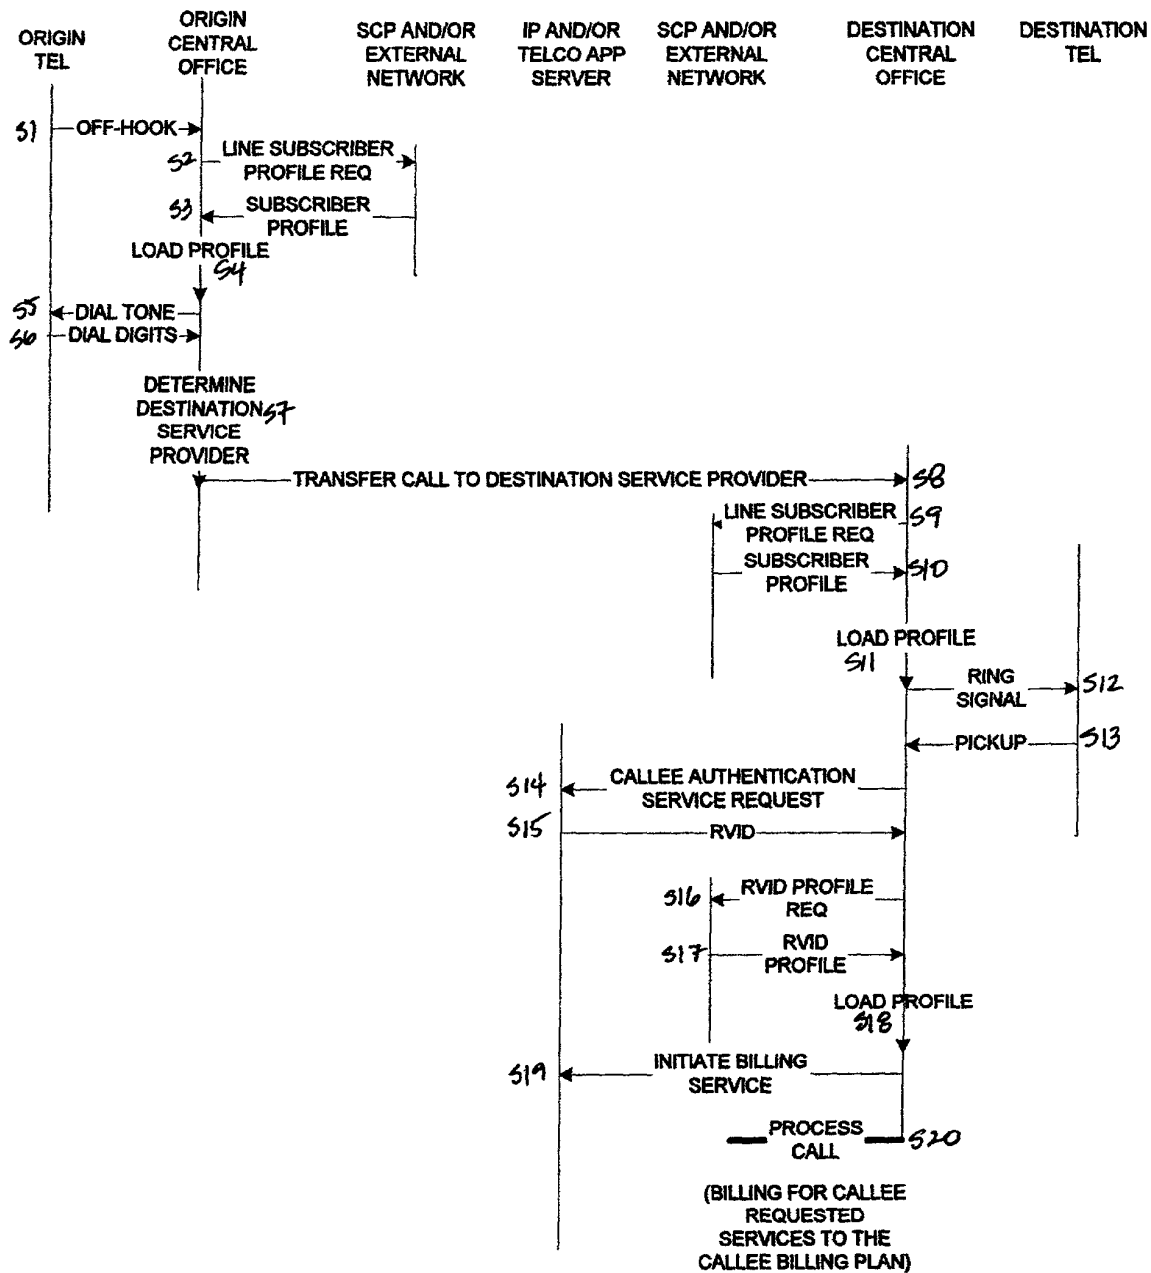 ORIGIN
TEL
ORIGIN
CENTRAL
OFFICE
SCP AND/OR
EXTERNAL
NETWORK
IP AND/OR
TELCO APP
SERVER
SCP AND/OR
EXTERNAL
NETWORK
DESTINATION
CENTRAL
OFFICE
DESTINATION
TEL
S1
OFF-HOOK
S2
LINE SUBSCRIBER
PROFILE REQ
S3
SUBSCRIBER
PROFILE
LOAD PROFILE
S4
S5
DIAL TONE
S6
DIAL DIGITS
DETERMINE
DESTINATION S7
SERVICE
PROVIDER
TRANSFER CALL TO DESTINATION SERVICE PROVIDER
S8
LINE SUBSCRIBER
PROFILE REQ
S9
SUBSCRIBER
PROFILE
S10
LOAD PROFILE
S11
RING
SIGNAL
S12
PICKUP
S13
S14
CALLEE AUTHENTICATION
SERVICE REQUEST
S15
RVID
S16
RVID PROFILE
REQ
S17
RVID
PROFILE
LOAD PROFILE
S18
S19
INITIATE BILLING
SERVICE
PROCESS
CALL
S20
(BILLING FOR CALLEE
REQUESTED
SERVICES TO THE
CALLEE BILLING PLAN)